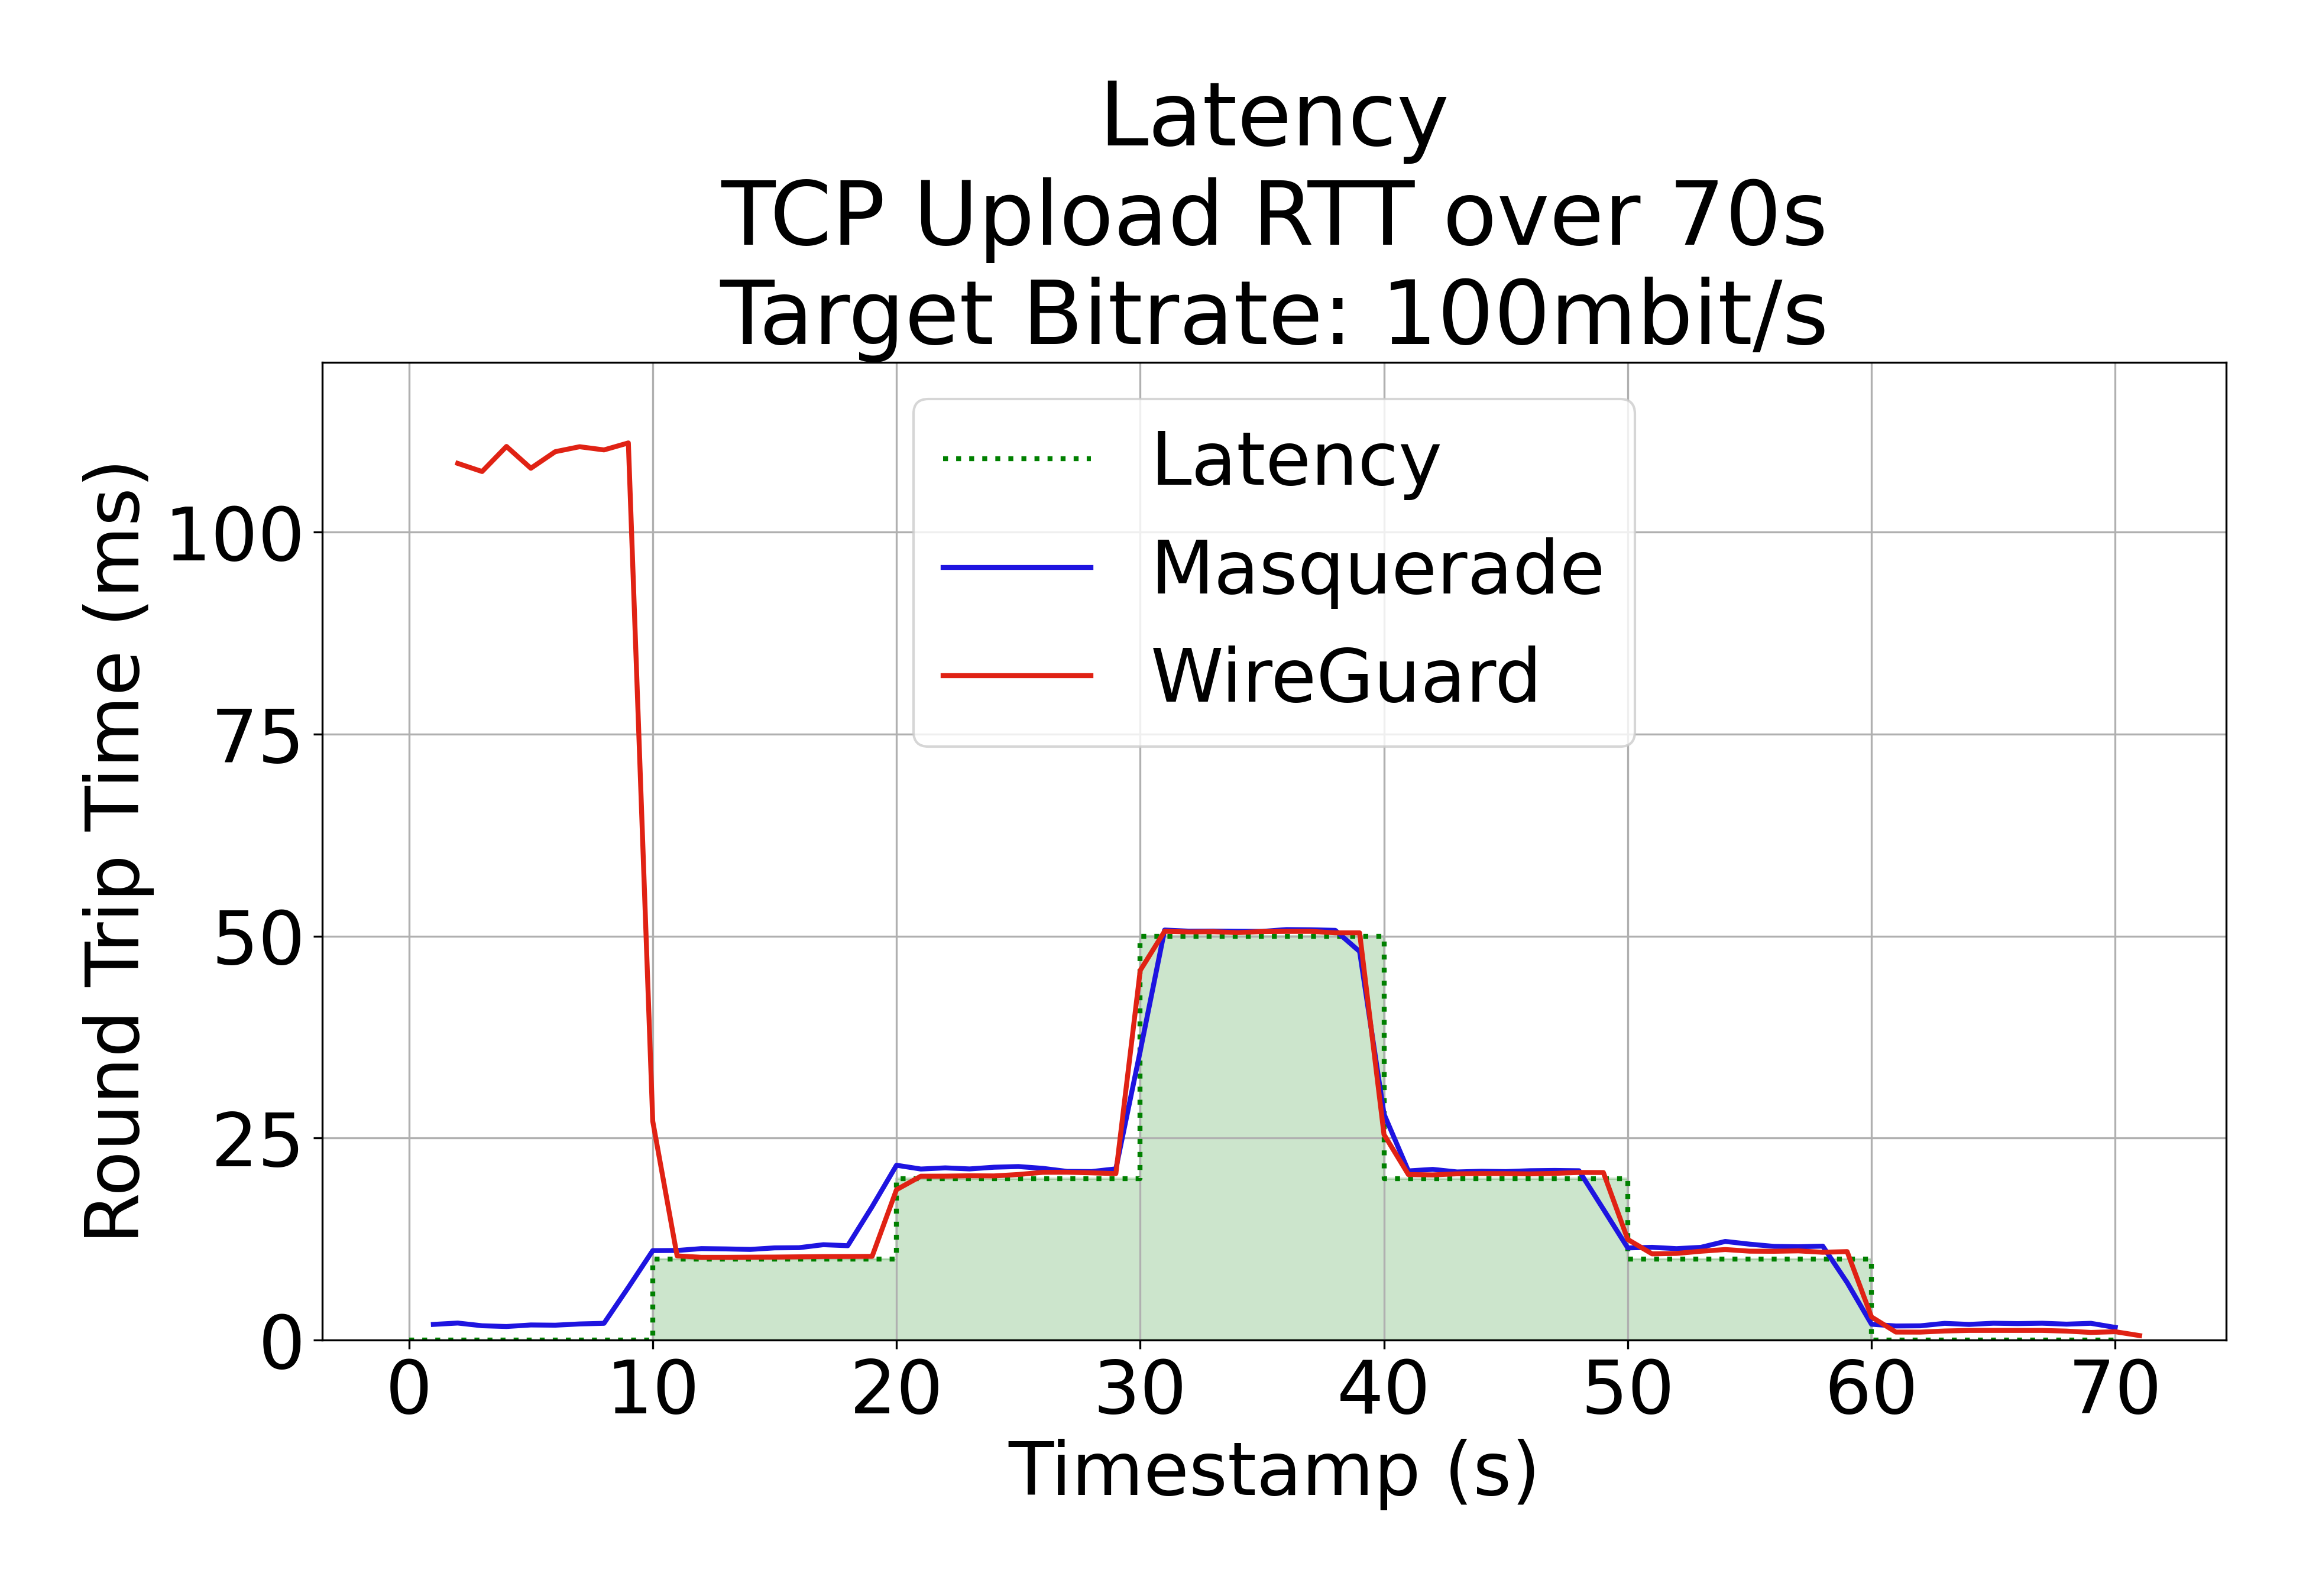 Latency
TCP Upload RTT over 70s
Target Bitrate: 100mbit/s
Latency
Masquerade
WireGuard
Round Trip Time (ms)
100
75
50
25
0
0 10 20 30 40 50 60 70
Timestamp (s)